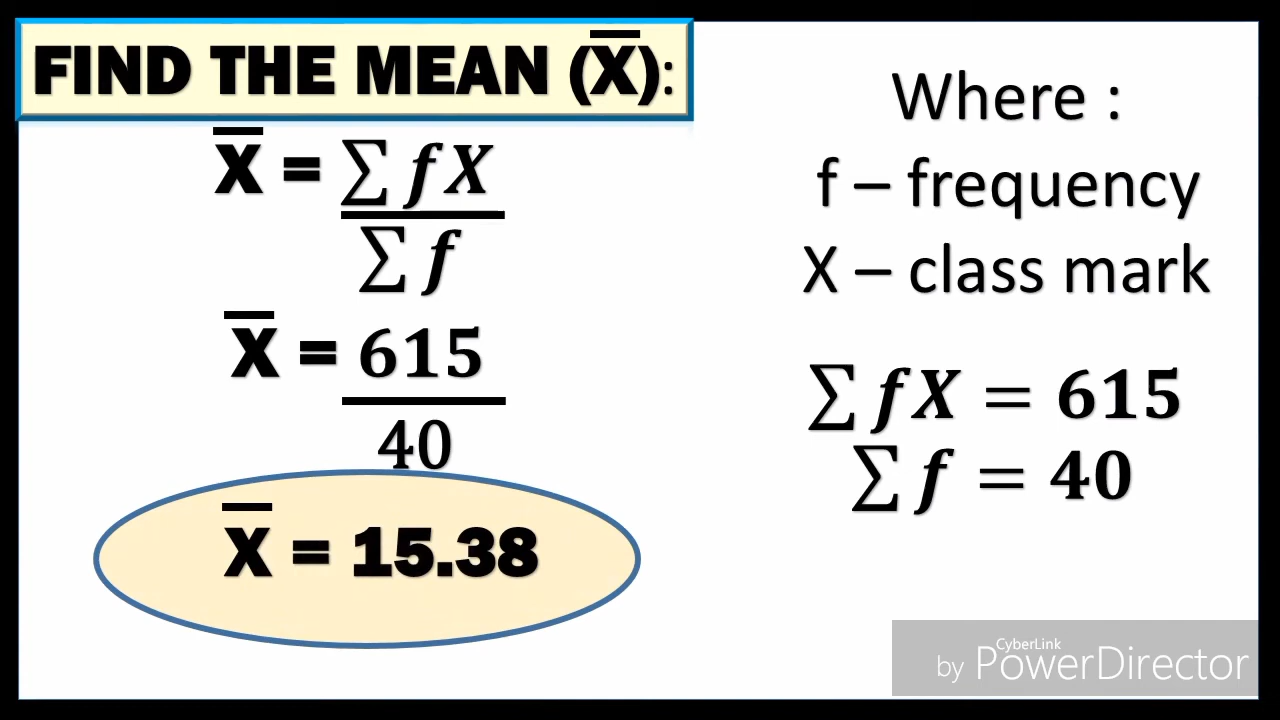 FIND THE MEAN (X̅):
X̅ = ∑ fX
∑ f
X̅ = 615
40
X̅ = 15.38
Where :
f – frequency
X – class mark
∑ fX = 615
∑ f = 40
CyberLink
by PowerDirector